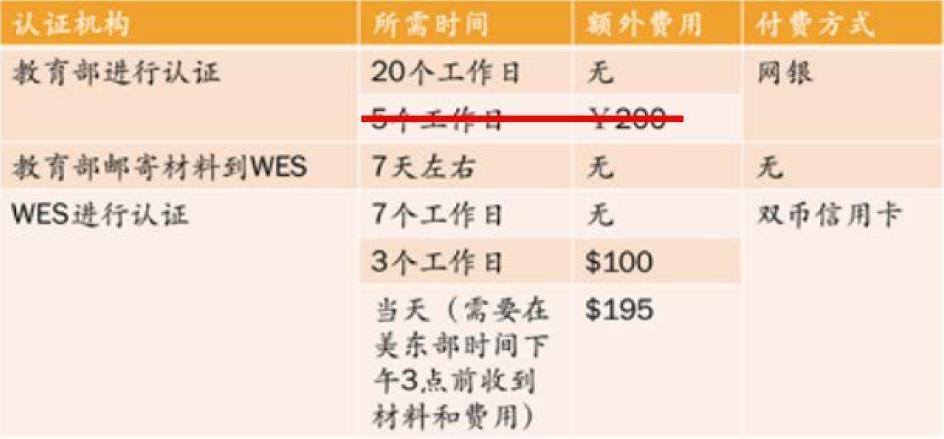 认证机构 所需时间 额外费用 付费方式
教育部进行认证 20个工作日 无 网银
5个工作日 ￥200
教育部邮寄材料到WES 7天左右 无 无
WES进行认证 7个工作日 无 双币信用卡
3个工作日 $100
当天（需要在 $195
美东部时间下
午3点前收到
材料和费用）